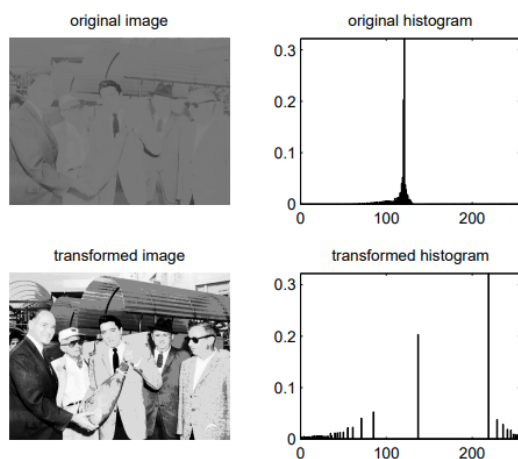 original image
original histogram
0.3
0.2
0.1
0
0 100 200
transformed image
transformed histogram
0.3
0.2
0.1
0
0 100 200